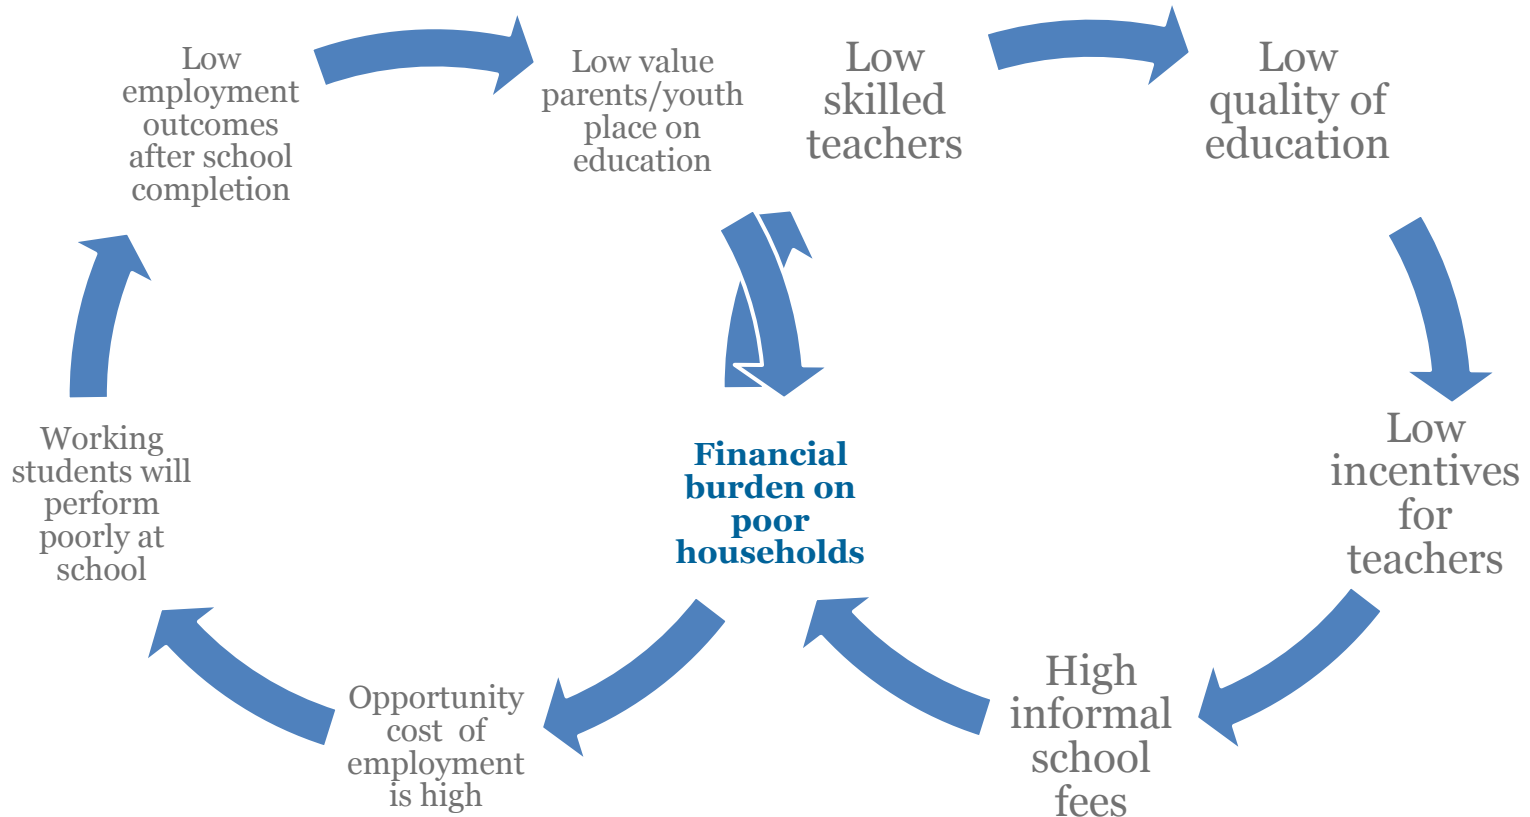 Low
employment
outcomes
after school
completion
Low value
parents/youth
place on
education
Low
skilled
teachers
Low
quality of
education
Low
incentives
for
teachers
High
informal
school
fees
Financial
burden on
poor
households
Opportunity
cost of
employment
is high
Working
students will
perform
poorly at
school